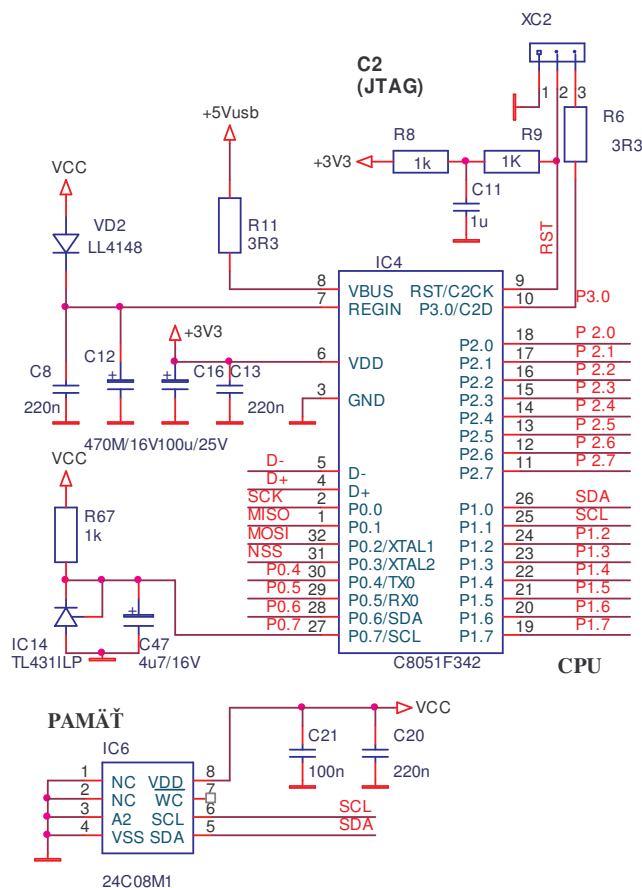 XC2
C2
(JTAG)
1 2 3
R6
3R3
+5Vusb
R8
1k
R9
1K
+3V3
C11
1u
RST
VCC
VD2
LL4148
R11
3R3
IC4
8 VBUS
7 REGIN
6 VDD
3 GND
D- 5 D-
D+ 4 D+
SCK 2 P0.0
MISO 1 P0.1
MOSI 32 P0.2/XTAL1
NSS 31 P0.3/XTAL2
P0.4 30 P0.4/TX0
P0.5 29 P0.5/RX0
P0.6 28 P0.6/SDA
P0.7 27 P0.7/SCL
RST/C2CK 9
P3.0/C2D 10 P3.0
P2.0 18 P 2.0
P2.1 17 P 2.1
P2.2 16 P 2.2
P2.3 15 P 2.3
P2.4 14 P 2.4
P2.5 13 P 2.5
P2.6 12 P 2.6
P2.7 11 P 2.7
P1.0 26 SDA
P1.1 25 SCL
P1.2 24 P1.2
P1.3 23 P1.3
P1.4 22 P1.4
P1.5 21 P1.5
P1.6 20 P1.6
P1.7 19 P1.7
C8051F342
CPU
+3V3
C8
220n
C12
+
470M/16V
+
C16
100u/25V
C13
220n
VCC
R67
1k
IC14
TL431ILP
+
C47
4u7/16V
PAMÄŤ
IC6
1 NC
2 NC
3 A2
4 VSS
VDD 8
WC 7
SCL 6 SCL
SDA 5 SDA
24C08M1
C21
100n
C20
220n
VCC